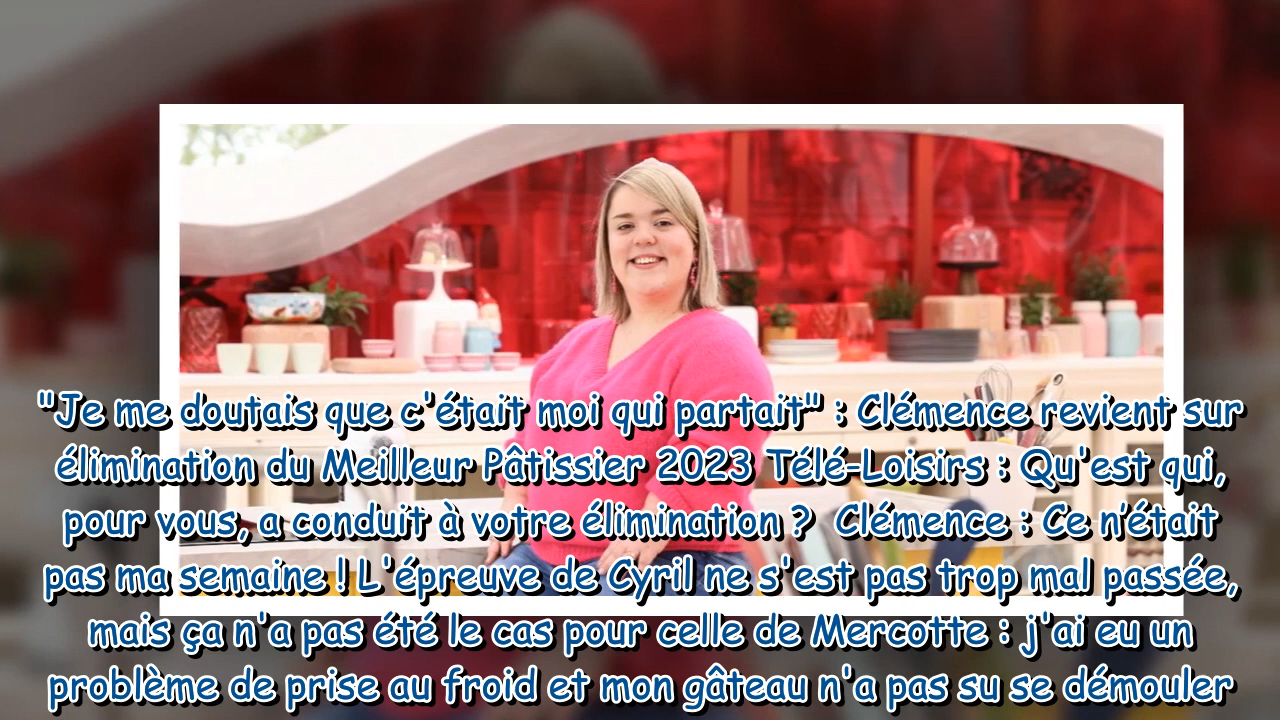 "Je me doutais que c'était moi qui partait" : Clémence revient sur
élimination du Meilleur Pâtissier 2023 Télé-Loisirs : Qu'est qui,
pour vous, a conduit à votre élimination ?  Clémence : Ce n’était
pas ma semaine ! L'épreuve de Cyril ne s'est pas trop mal passée,
mais ça n'a pas été le cas pour celle de Mercotte : j'ai eu un
problème de prise au froid et mon gâteau n'a pas su se démouler